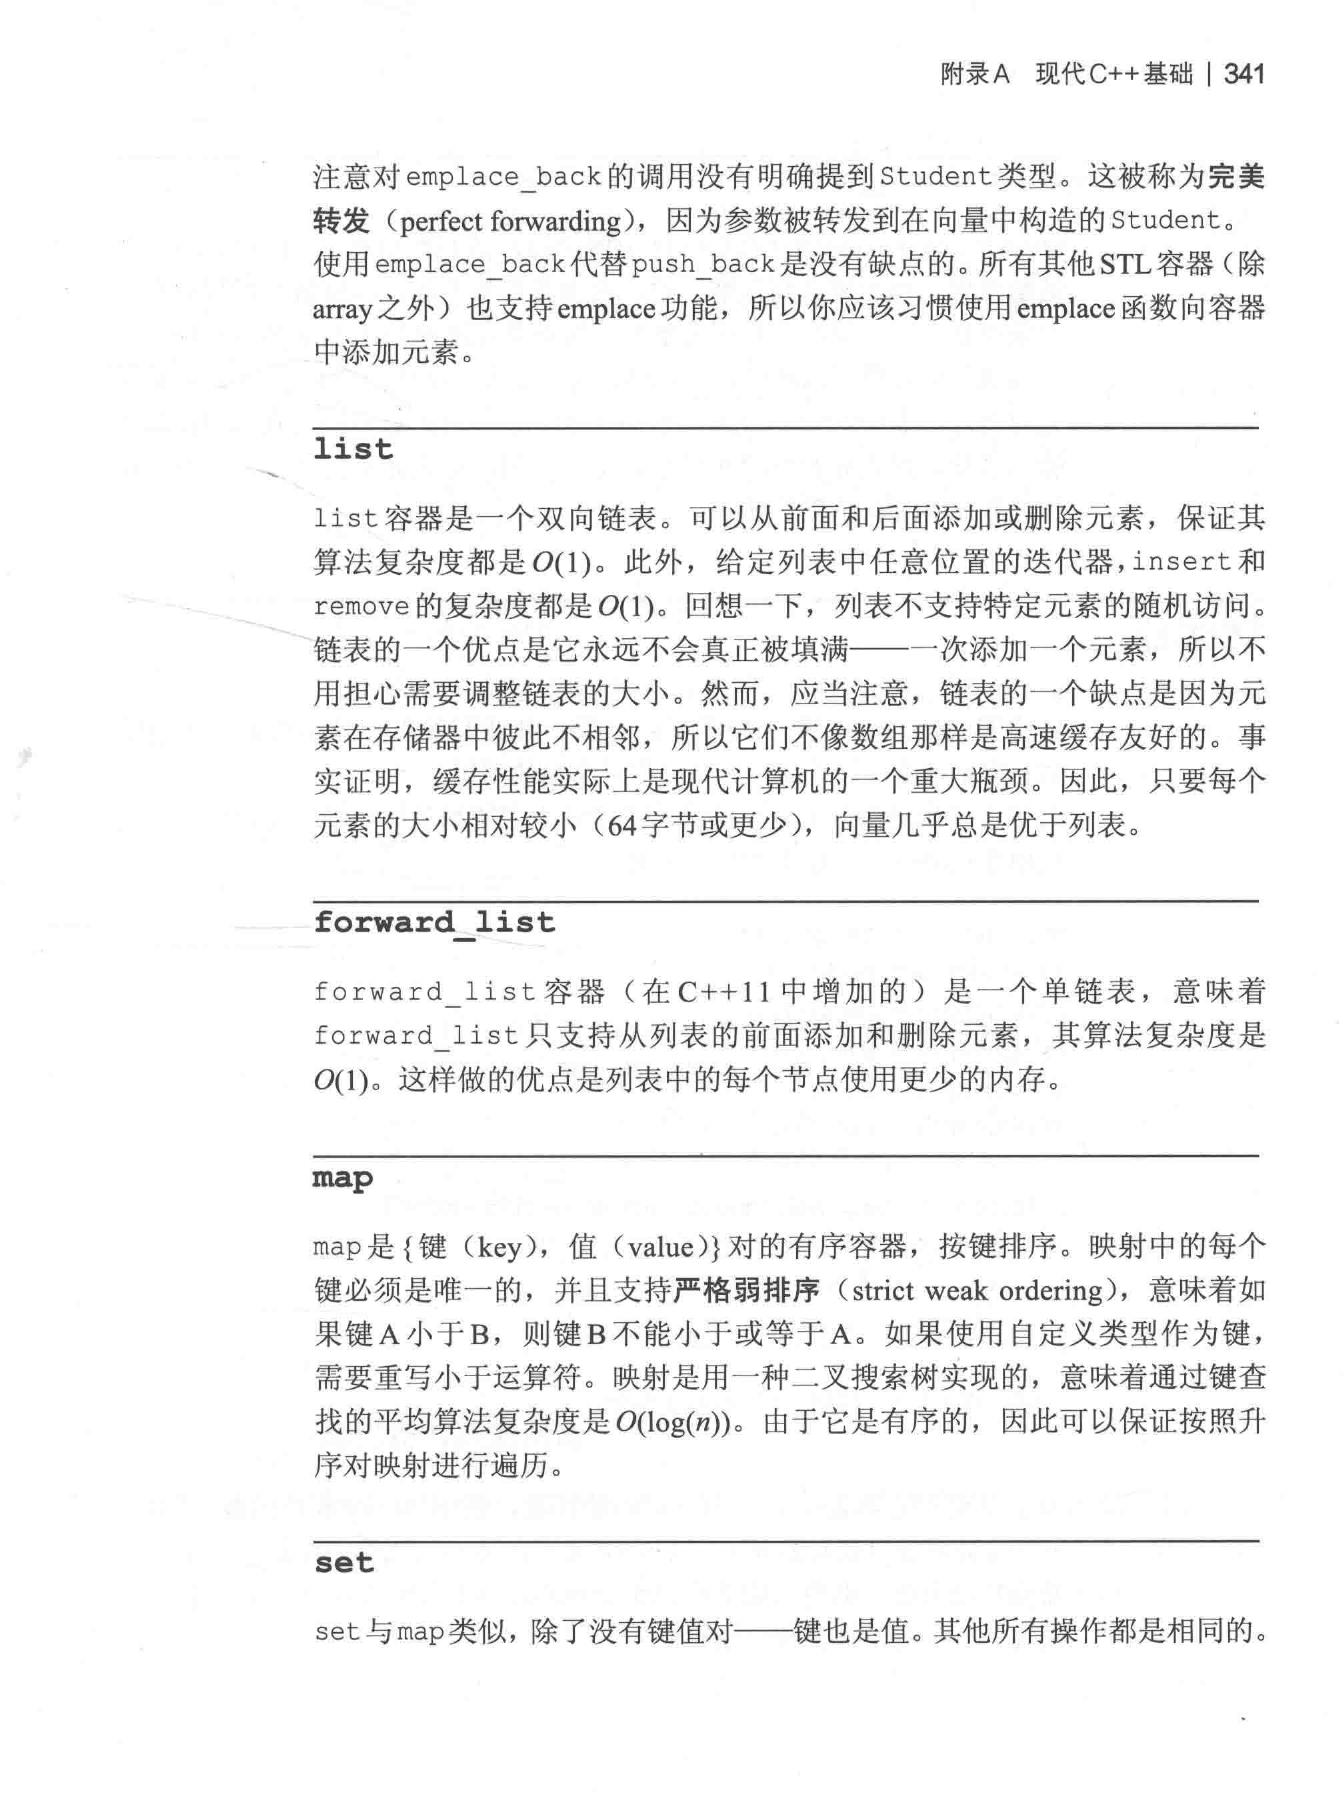 附录A 现代C++基础 | 341
注意对emplace_back的调用没有明确提到Student类型。这被称为完美
转发（perfect forwarding），因为参数被转发到在向量中构造的Student。
使用emplace_back代替push_back是没有缺点的。所有其他STL容器（除
array之外）也支持emplace功能，所以你应该习惯使用emplace函数向容器
中添加元素。
list
list容器是一个双向链表。可以从前面和后面添加或删除元素，保证其
算法复杂度都是O(1)。此外，给定列表中任意位置的迭代器，insert和
remove的复杂度都是O(1)。回想一下，列表不支持特定元素的随机访问。
链表的一个优点是它永远不会真正被填满——一次添加一个元素，所以不
用担心需要调整链表的大小。然而，应当注意，链表的一个缺点是因为元
素在存储器中彼此不相邻，所以它们不像数组那样是高速缓存友好的。事
实证明，缓存性能实际上是现代计算机的一个重大瓶颈。因此，只要每个
元素的大小相对较小（64字节或更少），向量几乎总是优于列表。
forward_list
forward_list容器（在C++11中增加的）是一个单链表，意味着
forward_list只支持从列表的前面添加和删除元素，其算法复杂度是
O(1)。这样做的优点是列表中的每个节点使用更少的内存。
map
map是{键（key），值（value）}对的有序容器，按键排序。映射中的每个
键必须是唯一的，并且支持严格弱排序（strict weak ordering），意味着如
果键A小于B，则键B不能小于或等于A。如果使用自定义类型作为键，
需要重写小于运算符。映射是用一种二叉搜索树实现的，意味着通过键查
找的平均算法复杂度是O(log(n))。由于它是有序的，因此可以保证按照升
序对映射进行遍历。
set
set与map类似，除了没有键值对——键也是值。其他所有操作都是相同的。